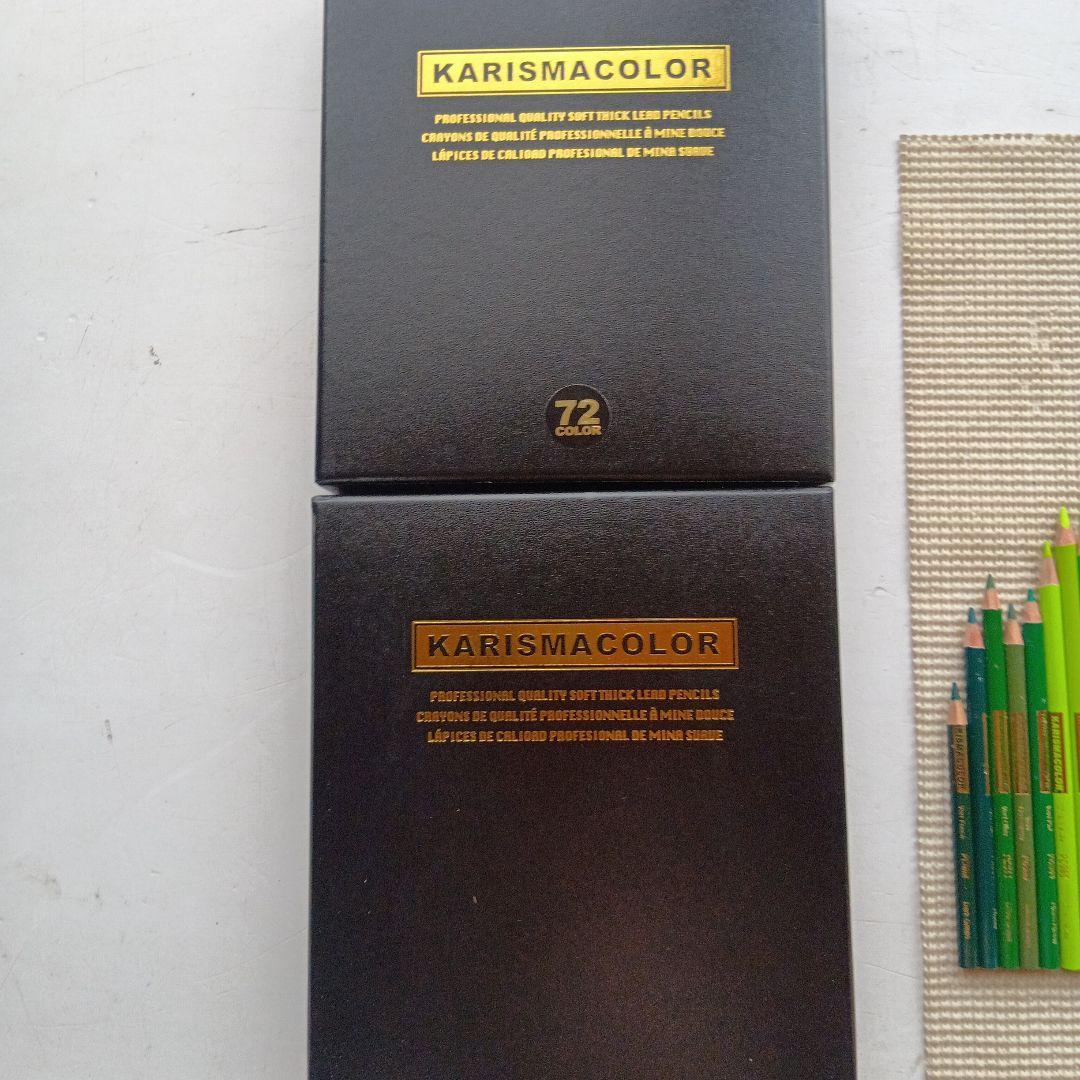 KARISMACOLOR
PROFESSIONAL QUALITY SOFT THICK LEAD PENCILS
CRAYONS DE QUALITÉ PROFESSIONNELLE À MINE DOUCE
LÁPICES DE CALIDAD PROFESIONAL DE MINA SUAVE
72
COLOR
KARISMACOLOR
PROFESSIONAL QUALITY SOFT THICK LEAD PENCILS
CRAYONS DE QUALITÉ PROFESSIONNELLE À MINE DOUCE
LÁPICES DE CALIDAD PROFESIONAL DE MINA SUAVE
KARISMACOLOR